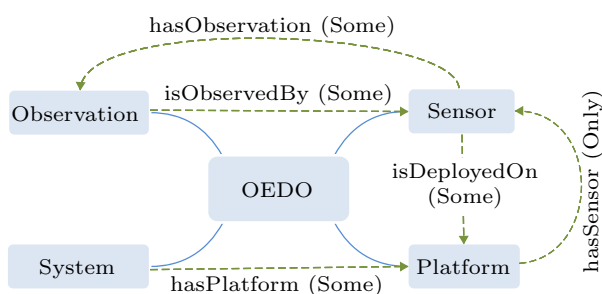 hasObservation (Some)
isObservedBy (Some)
Observation
Sensor
isDeployedOn
(Some)
hasSensor (Only)
OEDO
System
Platform
hasPlatform (Some)